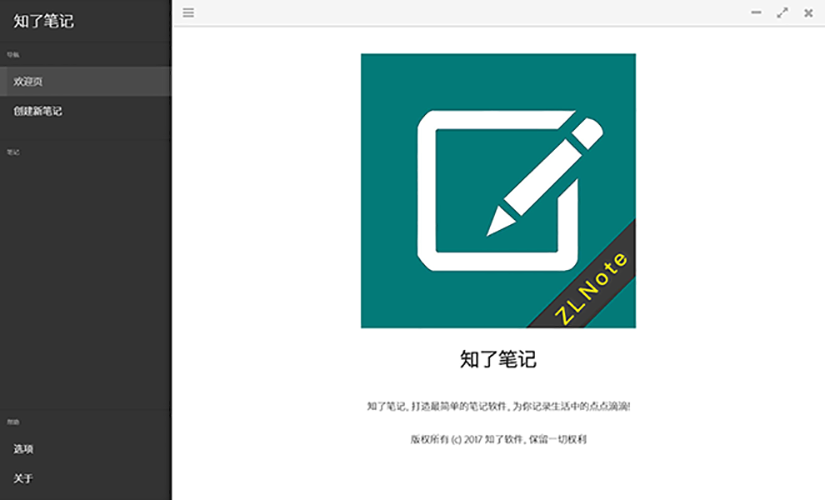 知了笔记
导航
欢迎页
创建新笔记
笔记
帮助
选项
关于
ZLNote
知了笔记
知了笔记, 打造最简单的笔记软件, 为你记录生活中的点点滴滴!
版权所有 (c) 2017 知了软件, 保留一切权利